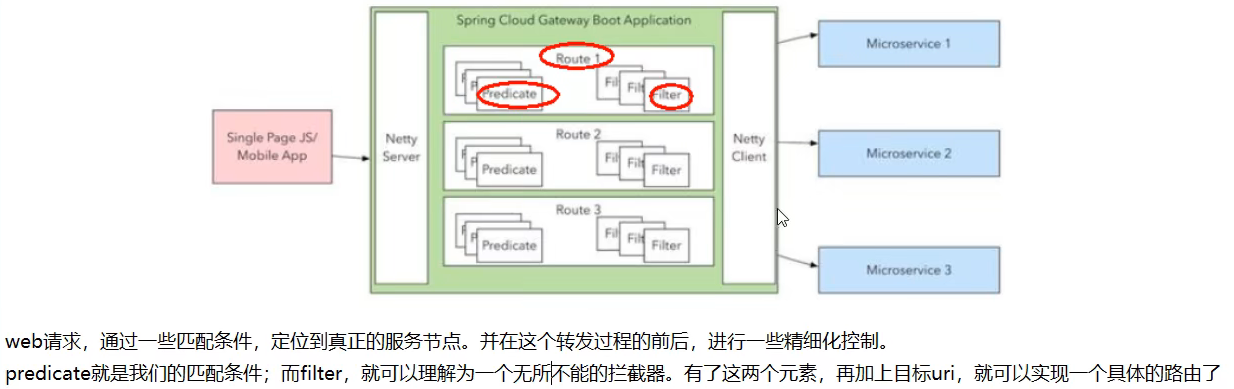 Spring Cloud Gateway Boot Application
Route 1
Predicate
Fil
Fil
Filter
Single Page JS/
Mobile App
Netty
Server
Route 2
Predicate
Fil
Fil
Filter
Route 3
Predicate
Fil
Fil
Filter
Netty
Client
Microservice 1
Microservice 2
Microservice 3
web请求，通过一些匹配条件，定位到真正的服务节点。并在这个转发过程的前后，进行一些精细化控制。
predicate就是我们的匹配条件；而filter，就可以理解为一个无所不能的拦截器。有了这两个元素，再加上目标uri，就可以实现一个具体的路由了